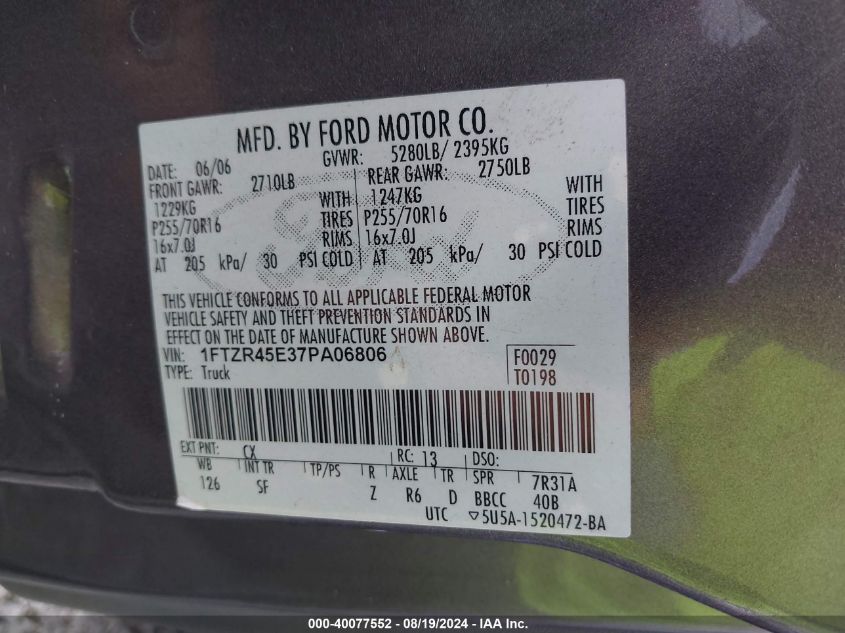 MFD. BY FORD MOTOR CO.
DATE: 06/06 GVWR: 5280LB/ 2395KG
FRONT GAWR: 2710LB REAR GAWR: 2750LB
1229KG WITH 1247KG WITH
P255/70R16 TIRES P255/70R16 TIRES
16x7.0J RIMS 16x7.0J RIMS
AT 205 kPa/ 30 PSI COLD AT 205 kPa/ 30 PSI COLD
THIS VEHICLE CONFORMS TO ALL APPLICABLE FEDERAL MOTOR
VEHICLE SAFETY AND THEFT PREVENTION STANDARDS IN
EFFECT ON THE DATE OF MANUFACTURE SHOWN ABOVE.
VIN: 1FTZR45E37PA06806 F0029
TYPE: Truck T0198
EXT PNT: CX RC: 13 DSO:
WB INT TR TP/PS R AXLE TR SPR 7R31A
126 SF Z R6 D BBCC 40B
UTC ▽5U5A-1520472-BA
000-40077552 - 08/19/2024 - IAA Inc.